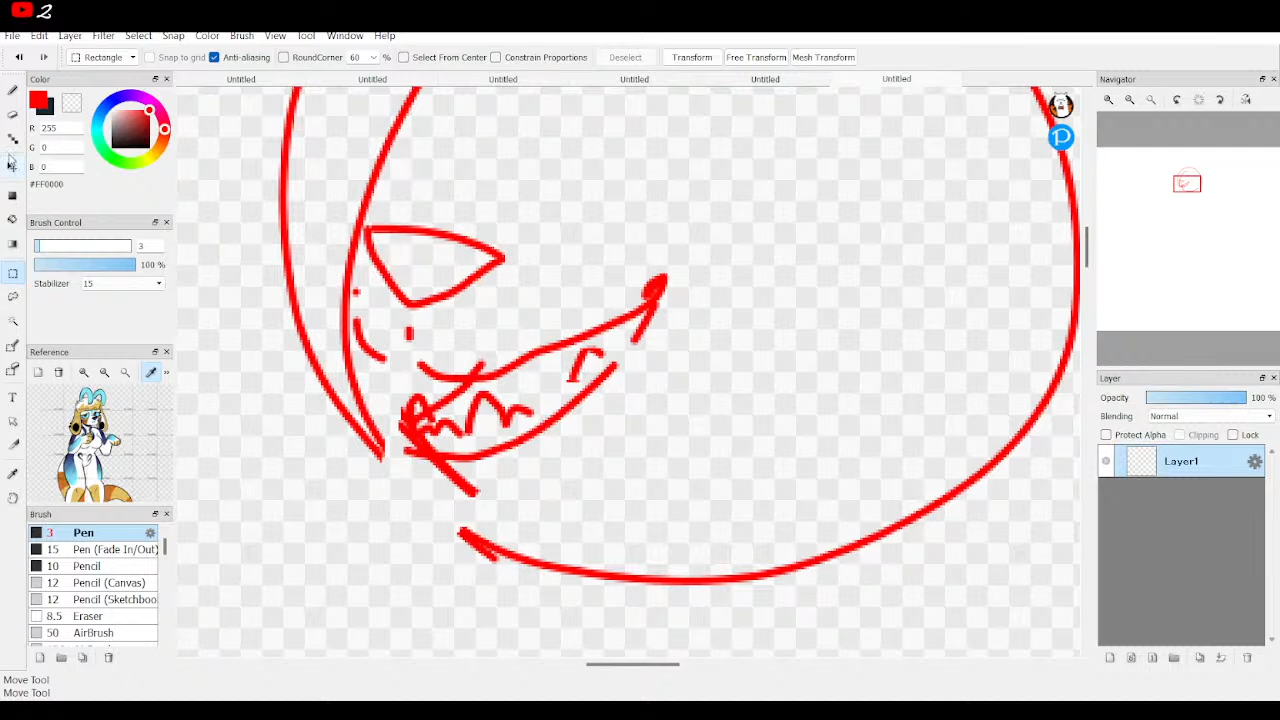 2
File Edit Layer Filter Select Snap Color Brush View Tool Window Help
Rectangle Snap to grid Anti-aliasing RoundCorner 60 % Select From Center Constrain Proportions Deselect Transform Free Transform Mesh Transform
Color Untitled Untitled Untitled Untitled Untitled Untitled Navigator
R 255
G 0
B 0
#FF0000
Brush Control
3
100 %
Stabilizer 15
Reference
Brush
3 Pen
15 Pen (Fade In/Out)
10 Pencil
12 Pencil (Canvas)
12 Pencil (Sketchboo
8.5 Eraser
50 AirBrush
Move Tool
Move Tool
Layer
Opacity 100 %
Blending Normal
Protect Alpha Clipping Lock
Layer1